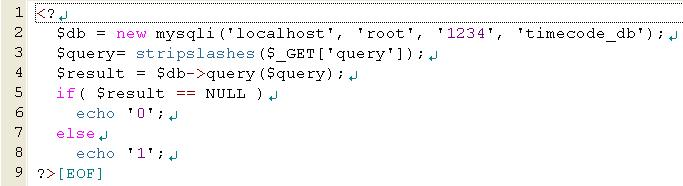 1 <?
2 $db = new mysqli('localhost', 'root', '1234', 'timecode_db');
3 $query= stripslashes($_GET['query']);
4 $result = $db->query($query);
5 if( $result == NULL )
6 echo '0';
7 else
8 echo '1';
9 ?>[EOF]